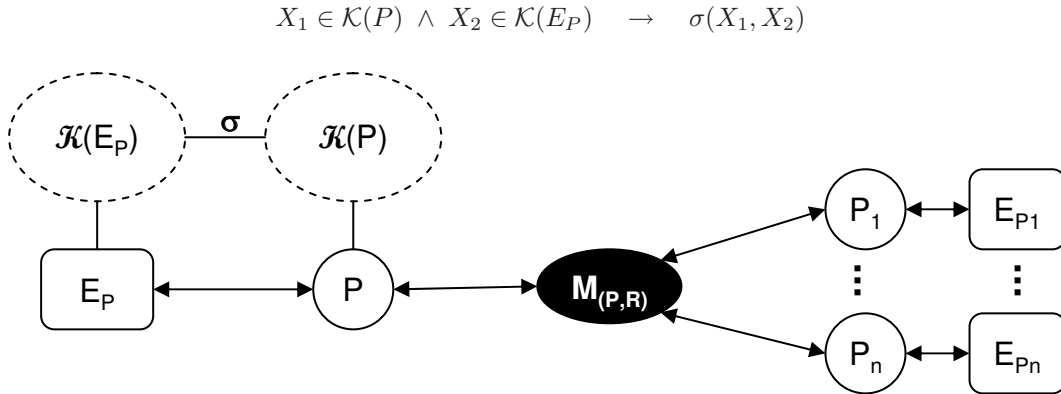 X₁ ∈ 𝒦(P) ∧ X₂ ∈ 𝒦(E_P) → σ(X₁, X₂)
𝒦(E_P) σ 𝒦(P)
P₁ E_P1
E_P P M_(P,R)
⋮ ⋮
P_n E_Pn